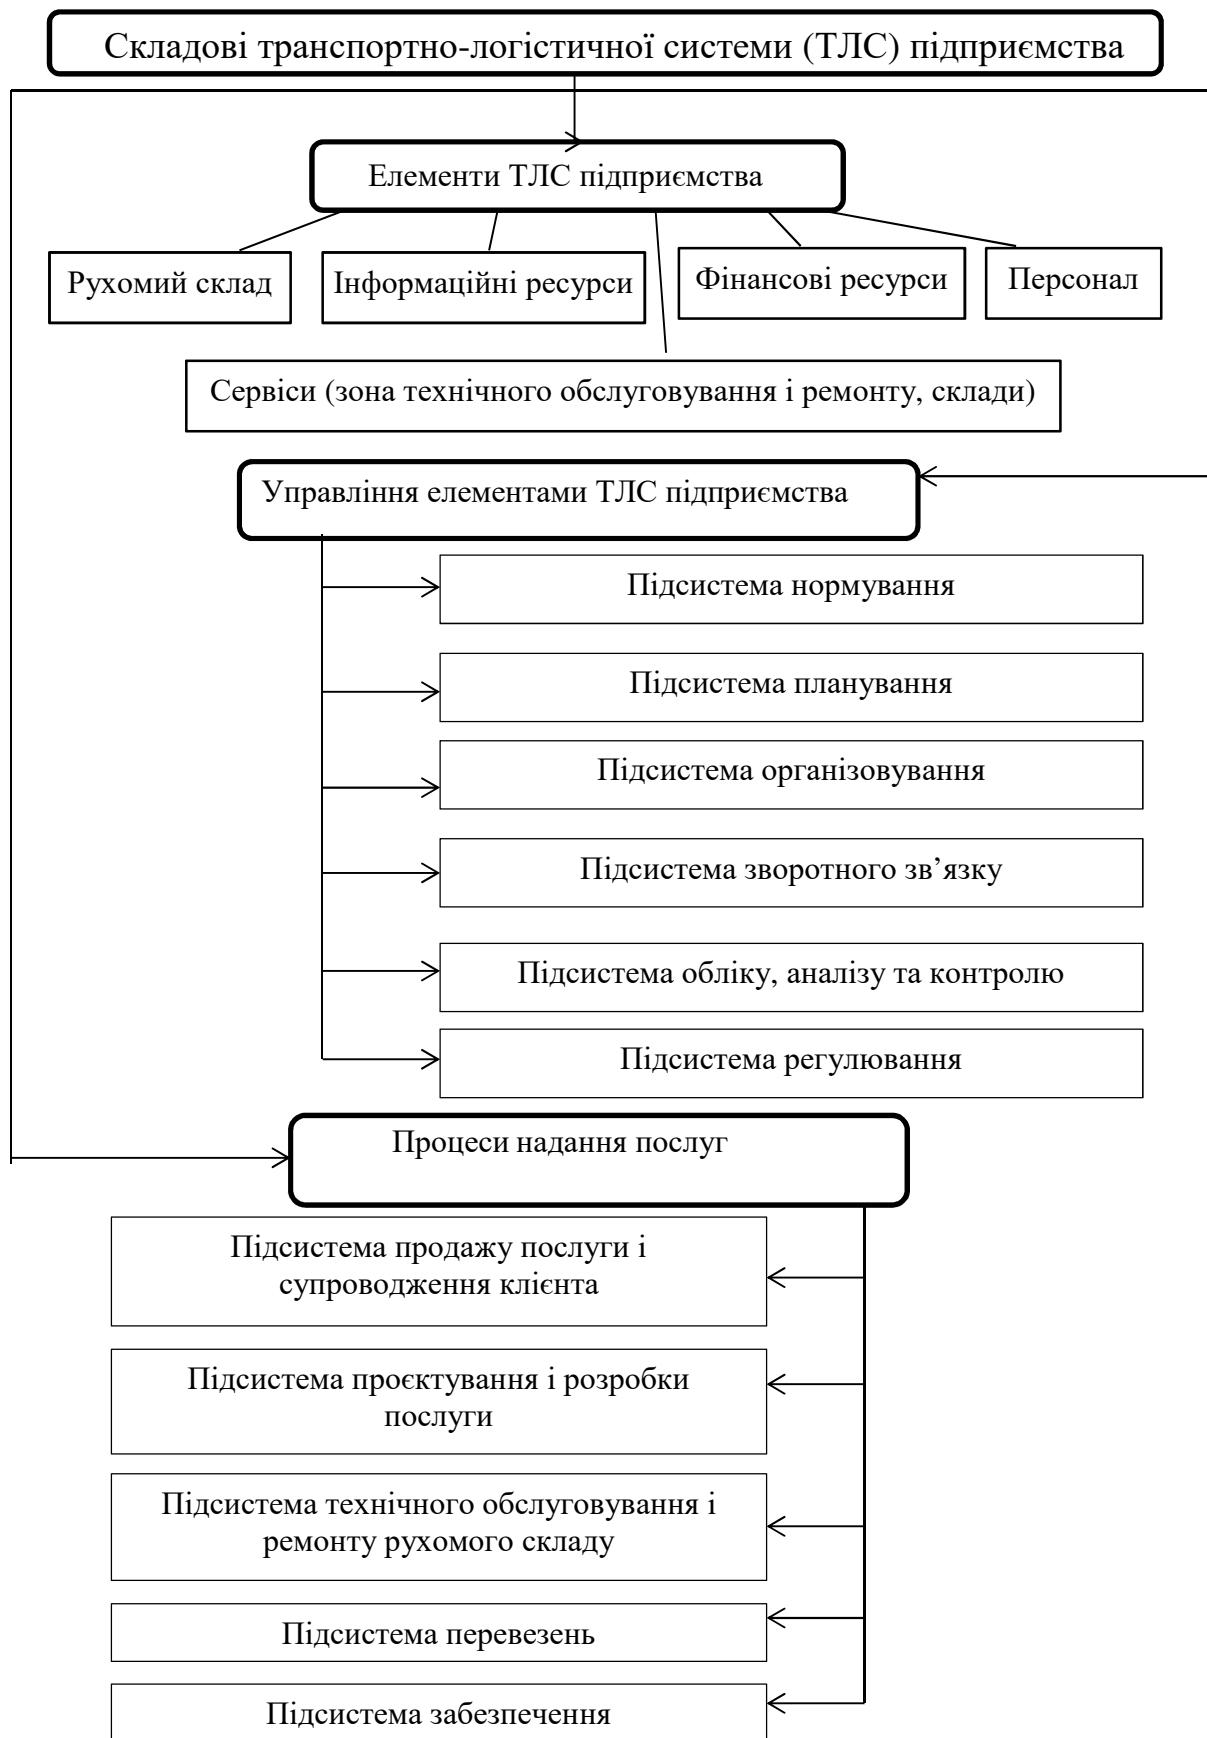 Складові транспортно-логістичної системи (ТЛС) підприємства
Елементи ТЛС підприємства
Рухомий склад
Інформаційні ресурси
Фінансові ресурси
Персонал
Сервіси (зона технічного обслуговування і ремонту, склади)
Управління елементами ТЛС підприємства
Підсистема нормування
Підсистема планування
Підсистема організовування
Підсистема зворотного зв’язку
Підсистема обліку, аналізу та контролю
Підсистема регулювання
Процеси надання послуг
Підсистема продажу послуги і
супроводження клієнта
Підсистема проєктування і розробки
послуги
Підсистема технічного обслуговування і
ремонту рухомого складу
Підсистема перевезень
Підсистема забезпечення